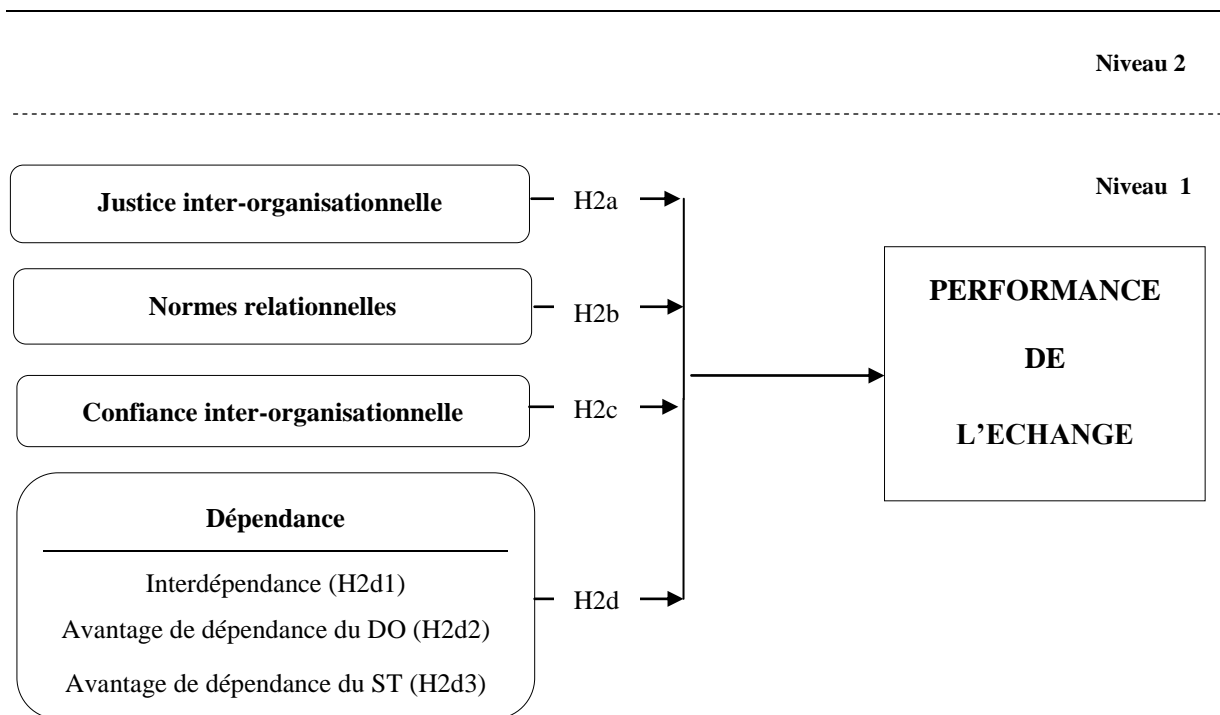 Niveau 2
Niveau 1
Justice inter-organisationnelle
H2a
Normes relationnelles
H2b
Confiance inter-organisationnelle
H2c
Dépendance
Interdépendance (H2d1)
Avantage de dépendance du DO (H2d2)
Avantage de dépendance du ST (H2d3)
H2d
PERFORMANCE
DE
L’ECHANGE